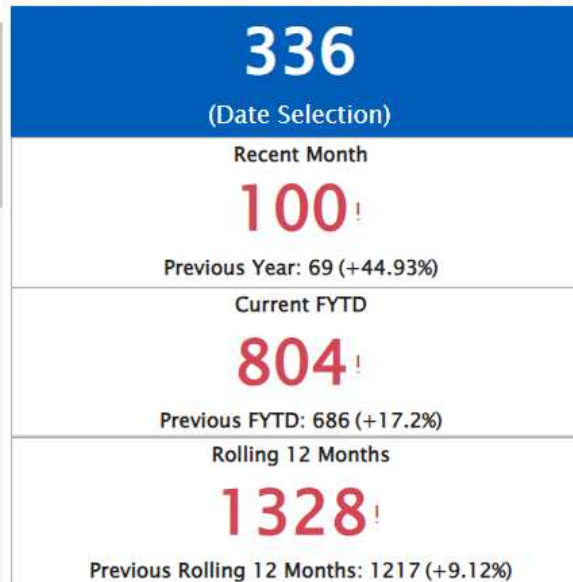 336
(Date Selection)
Recent Month
100!
Previous Year: 69 (+44.93%)
Current FYTD
804!
Previous FYTD: 686 (+17.2%)
Rolling 12 Months
1328!
Previous Rolling 12 Months: 1217 (+9.12%)